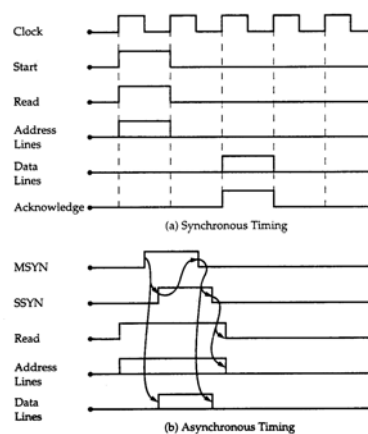 Clock
Start
Read
Address
Lines
Data
Lines
Acknowledge
(a) Synchronous Timing
MSYN
SSYN
Read
Address
Lines
Data
Lines
(b) Asynchronous Timing